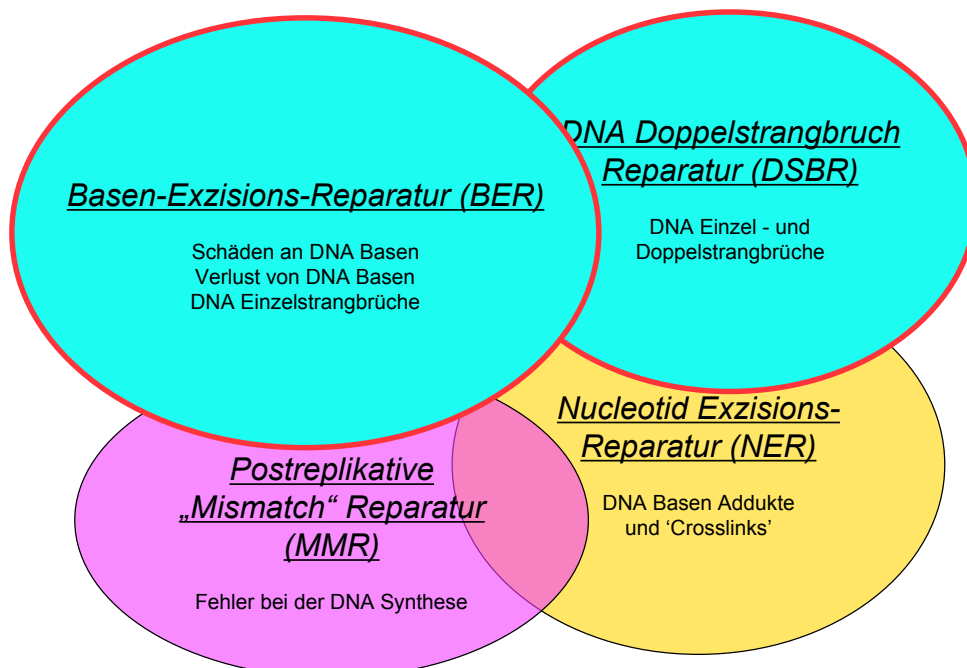 Basen-Exzisions-Reparatur (BER)
Schäden an DNA Basen
Verlust von DNA Basen
DNA Einzelstrangbrüche
DNA Doppelstrangbruch
Reparatur (DSBR)
DNA Einzel - und
Doppelstrangbrüche
Postreplikative
„Mismatch“ Reparatur
(MMR)
Fehler bei der DNA Synthese
Nucleotid Exzisions-
Reparatur (NER)
DNA Basen Addukte
und ‘Crosslinks’